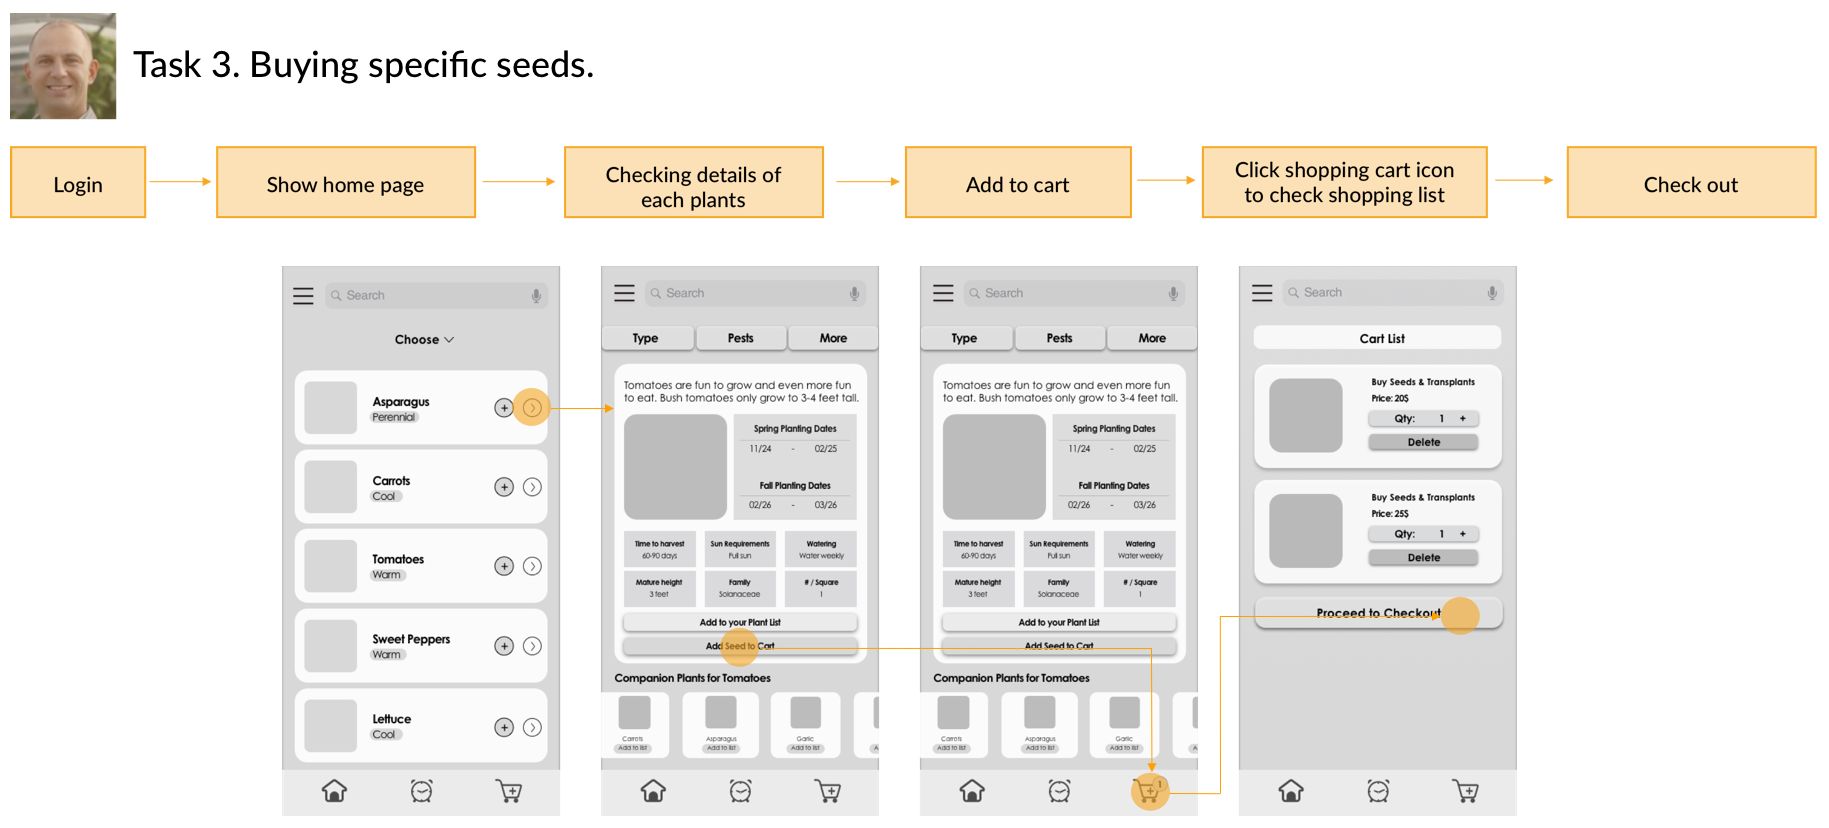 Task 3. Buying specific seeds.
Login
Show home page
Checking details of
each plants
Add to cart
Click shopping cart icon
to check shopping list
Check out
Search
Choose
Asparagus
Perennial
+
Carrots
Cool
+
Tomatoes
Warm
+
Sweet Peppers
Warm
+
Lettuce
Cool
+
Search
Type Pests More
Tomatoes are fun to grow and even more fun
to eat. Bush tomatoes only grow to 3-4 feet tall.
Spring Planting Dates
11/24 - 02/25
Fall Planting Dates
02/26 - 03/26
Time to harvest Sun Requirements Watering
60-90 days Full sun Water weekly
Mature height Family # / Square
3 feet Solanaceae 1
Add to your Plant List
Add Seed to Cart
Companion Plants for Tomatoes
Carrots Asparagus Garlic
Add to list Add to list Add to list A
Search
Type Pests More
Tomatoes are fun to grow and even more fun
to eat. Bush tomatoes only grow to 3-4 feet tall.
Spring Planting Dates
11/24 - 02/25
Fall Planting Dates
02/26 - 03/26
Time to harvest Sun Requirements Watering
60-90 days Full sun Water weekly
Mature height Family # / Square
3 feet Solanaceae 1
Add to your Plant List
Add Seed to Cart
Companion Plants for Tomatoes
Carrots Asparagus Garlic
Add to list Add to list Add to list A
1
Search
Cart List
Buy Seeds & Transplants
Price: 20$
Qty: 1 +
Delete
Buy Seeds & Transplants
Price: 25$
Qty: 1 +
Delete
Proceed to Checkout